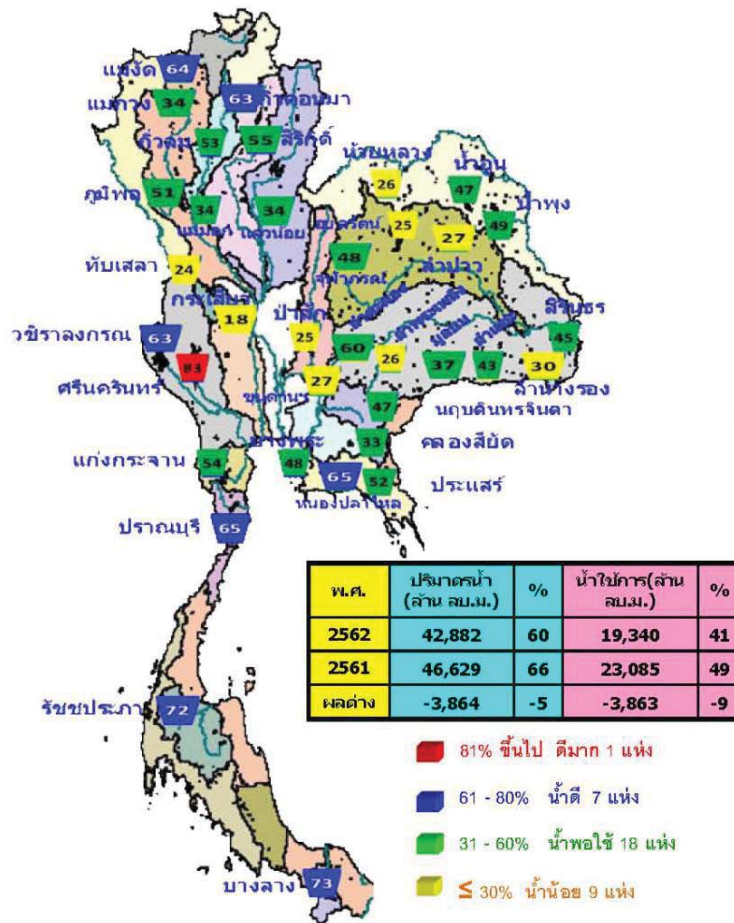 แม่งัด 64
63 กิ่วคอหมา
แม่กวง 34
กิ่วลม 53 55 สิริกิติ์
ห้วยหลวง น้ำอูน
26 47
ภูมิพล 51
34 34
แควน้อย
อุบลรัตน์ 25 27
49 น้ำพุง
48 ลำปาว
จุฬาภรณ์
ทับเสลา 24
กระเสียว 18
ป่าสัก 25
สิรินธร 45
วชิราลงกรณ 63
60 26 37 43 30
ลำนางรอง
ศรีนครินทร์ 83
27
47 นฤบดินทรจินดา
บางพระ 48
33 คลองสียัด
แก่งกระจาน 54
65 52 ประแสร์
หนองปลาไหล
ปราณบุรี 65
พ.ศ. ปริมาตรน้ำ (ล้าน ลบ.ม.) % น้ำใช้การ(ล้าน ลบ.ม.) %
2562 42,882 60 19,340 41
2561 46,629 66 23,085 49
ผลต่าง -3,864 -5 -3,863 -9
รัชชประภา 72
81% ขึ้นไป ดีมาก 1 แห่ง
61 - 80% น้ำดี 7 แห่ง
31 - 60% น้ำพอใช้ 18 แห่ง
≤ 30% น้ำน้อย 9 แห่ง
บางลาง 73